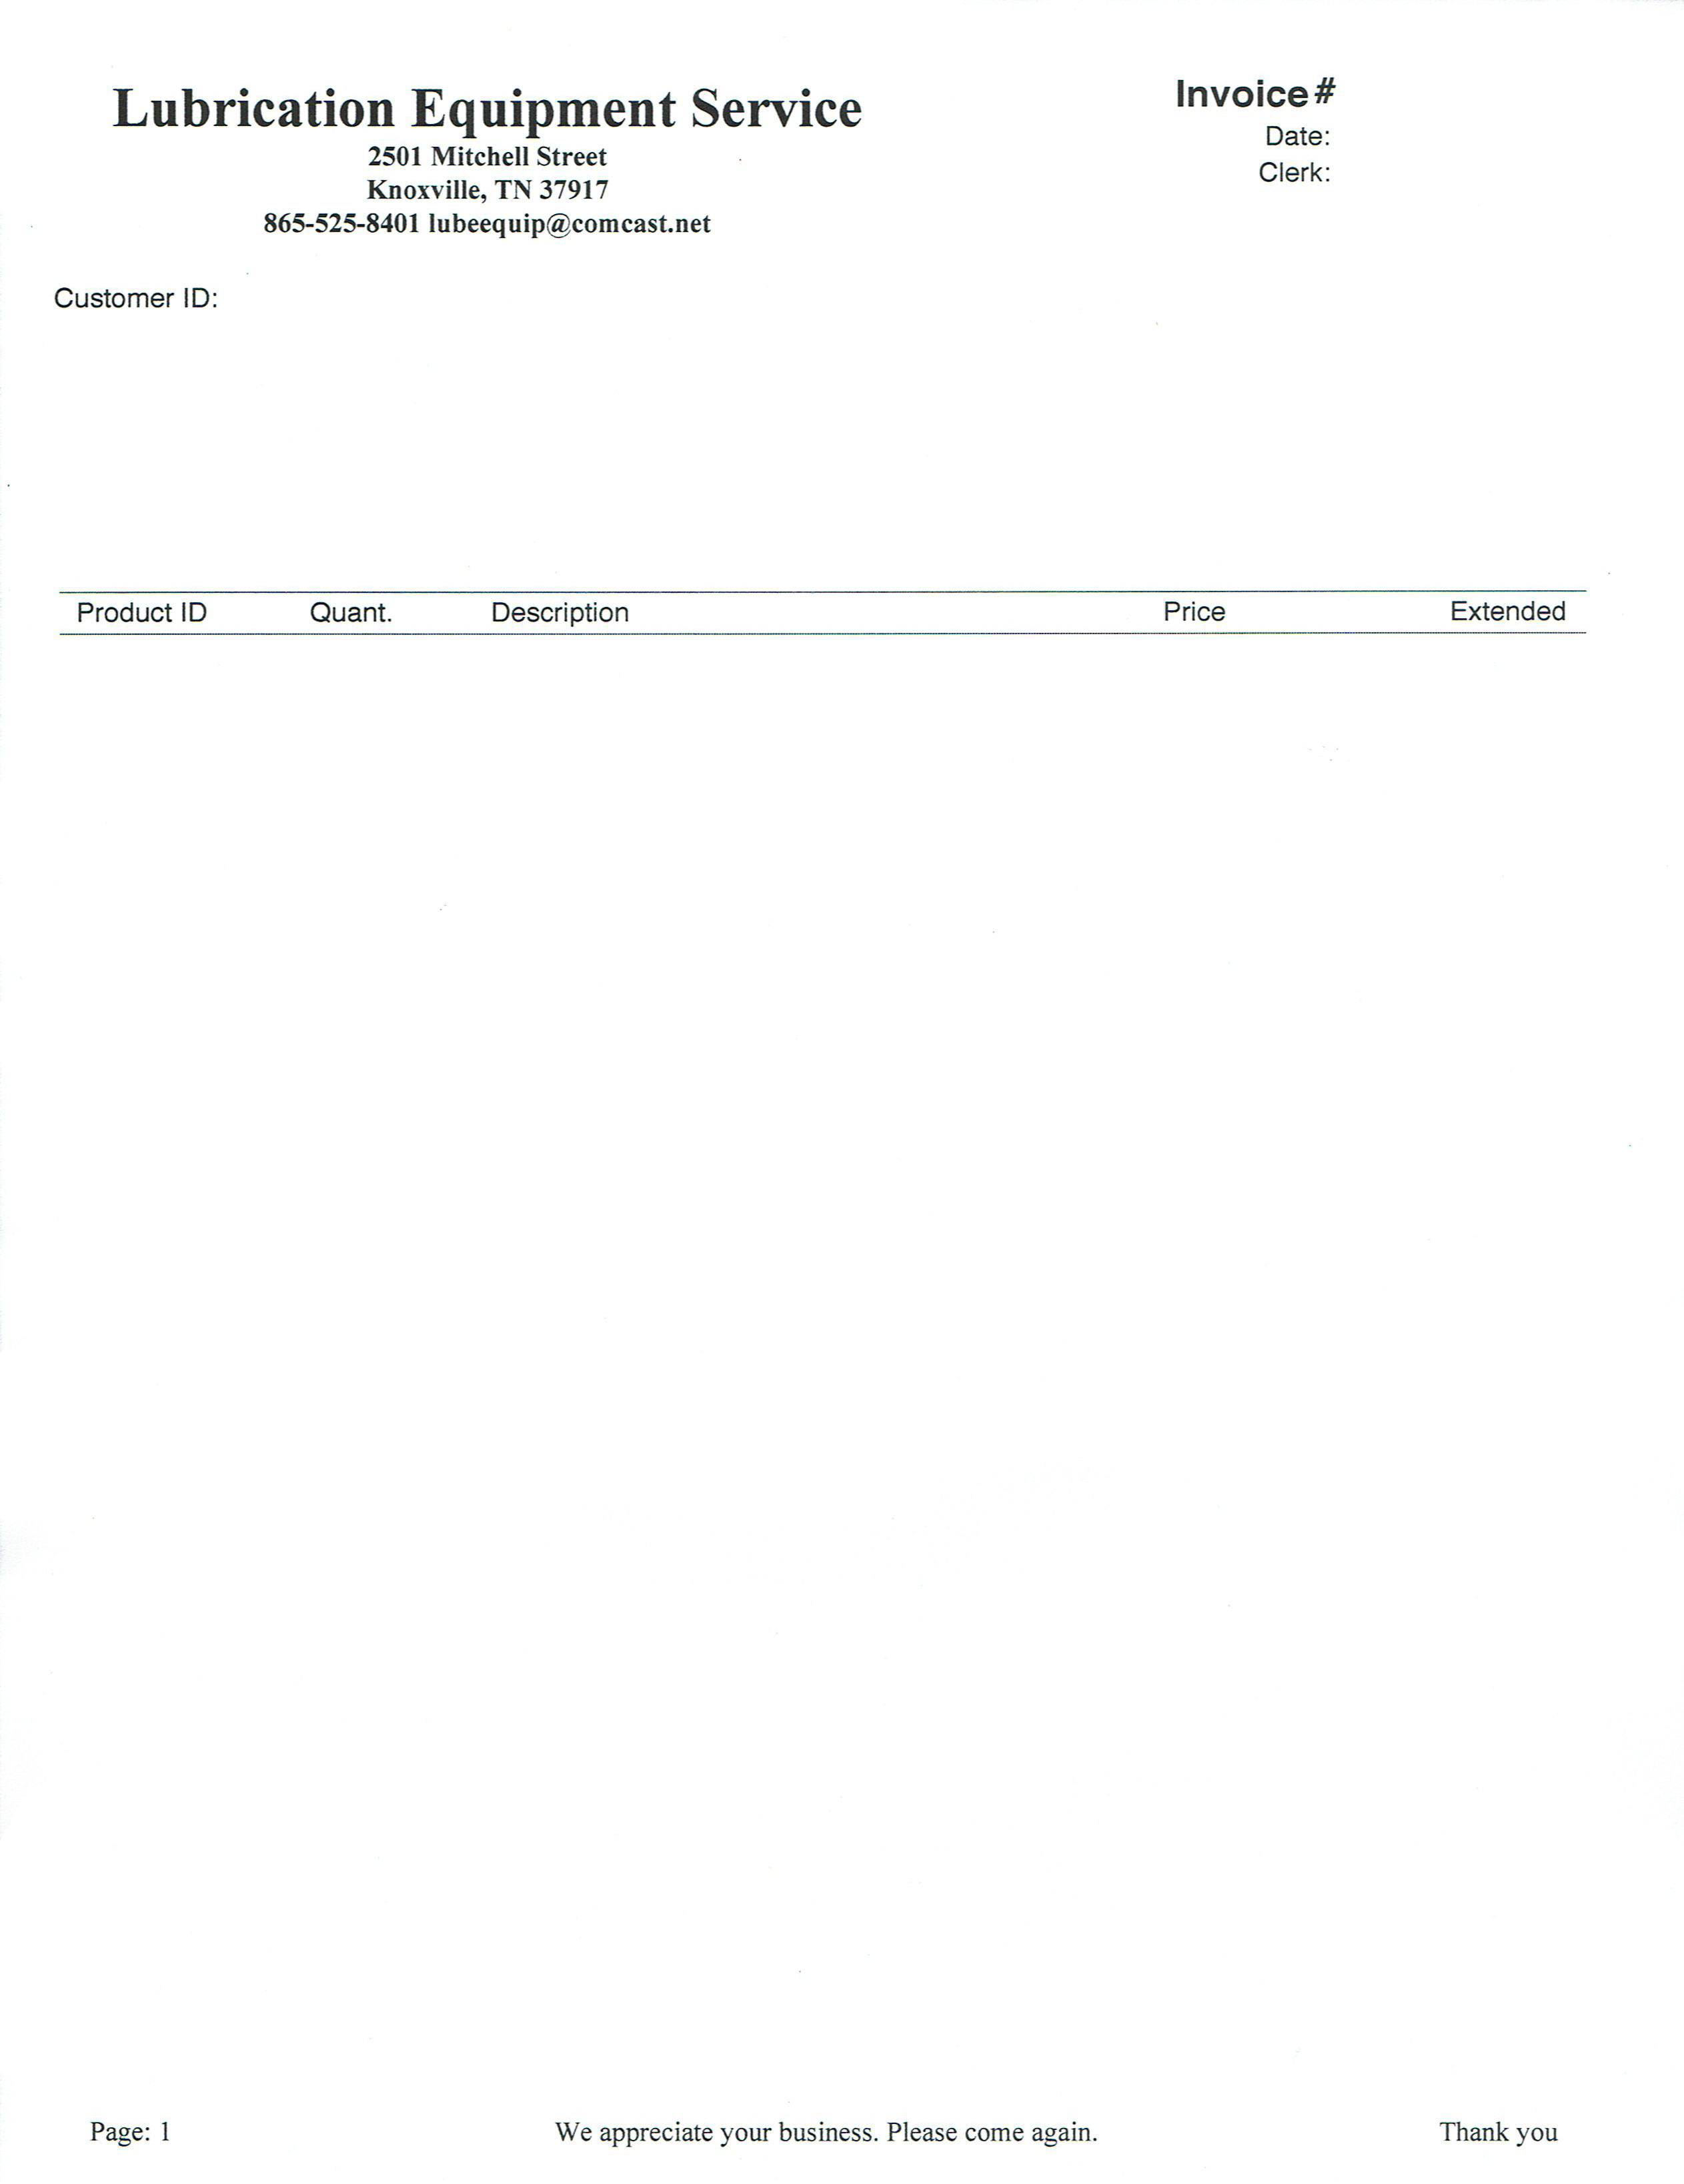 Lubrication Equipment Service
2501 Mitchell Street
Knoxville, TN 37917
865-525-8401 lubeequip@comcast.net
Invoice#
Date:
Clerk:
Customer ID:
Product ID Quant. Description Price Extended
Page: 1 We appreciate your business. Please come again. Thank you